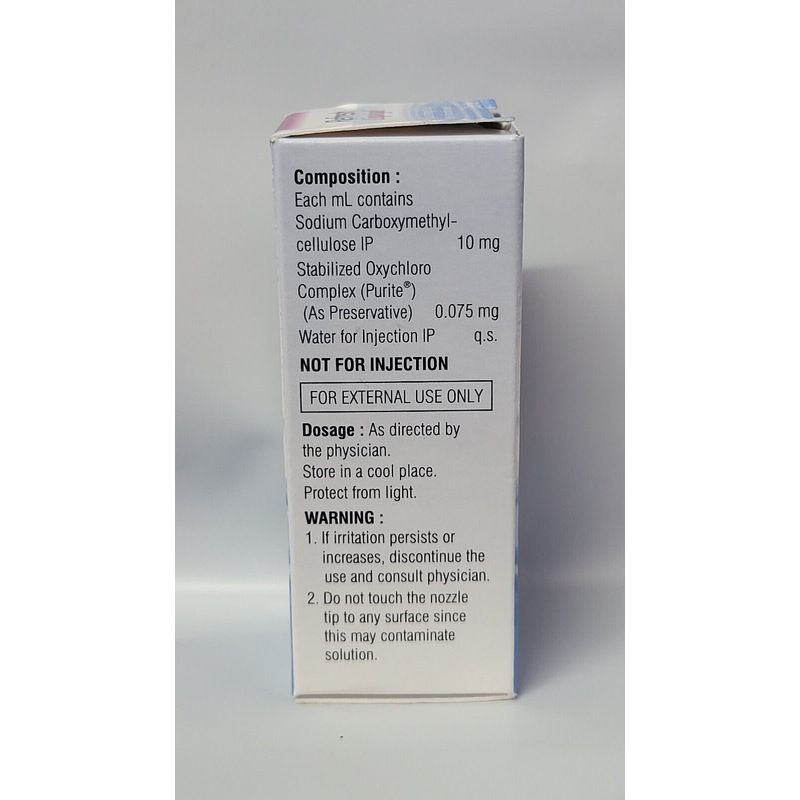 Composition :
Each mL contains
Sodium Carboxymethyl-
cellulose IP 10 mg
Stabilized Oxychloro
Complex (Purite®)
(As Preservative) 0.075 mg
Water for Injection IP q.s.
NOT FOR INJECTION
FOR EXTERNAL USE ONLY
Dosage : As directed by
the physician.
Store in a cool place.
Protect from light.
WARNING :
1. If irritation persists or
increases, discontinue the
use and consult physician.
2. Do not touch the nozzle
tip to any surface since
this may contaminate
solution.